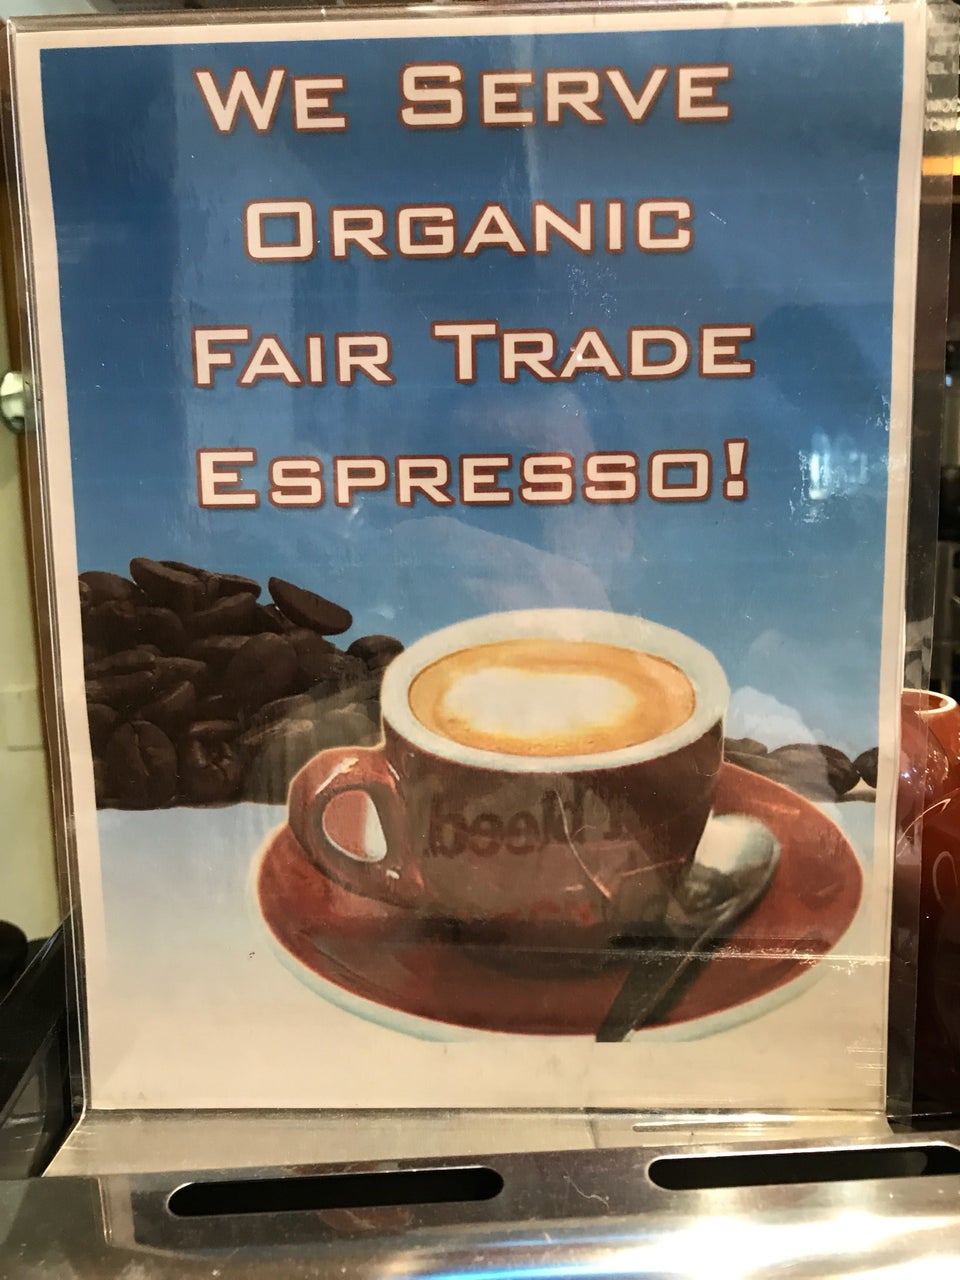 We Serve
Organic
Fair Trade
Espresso!